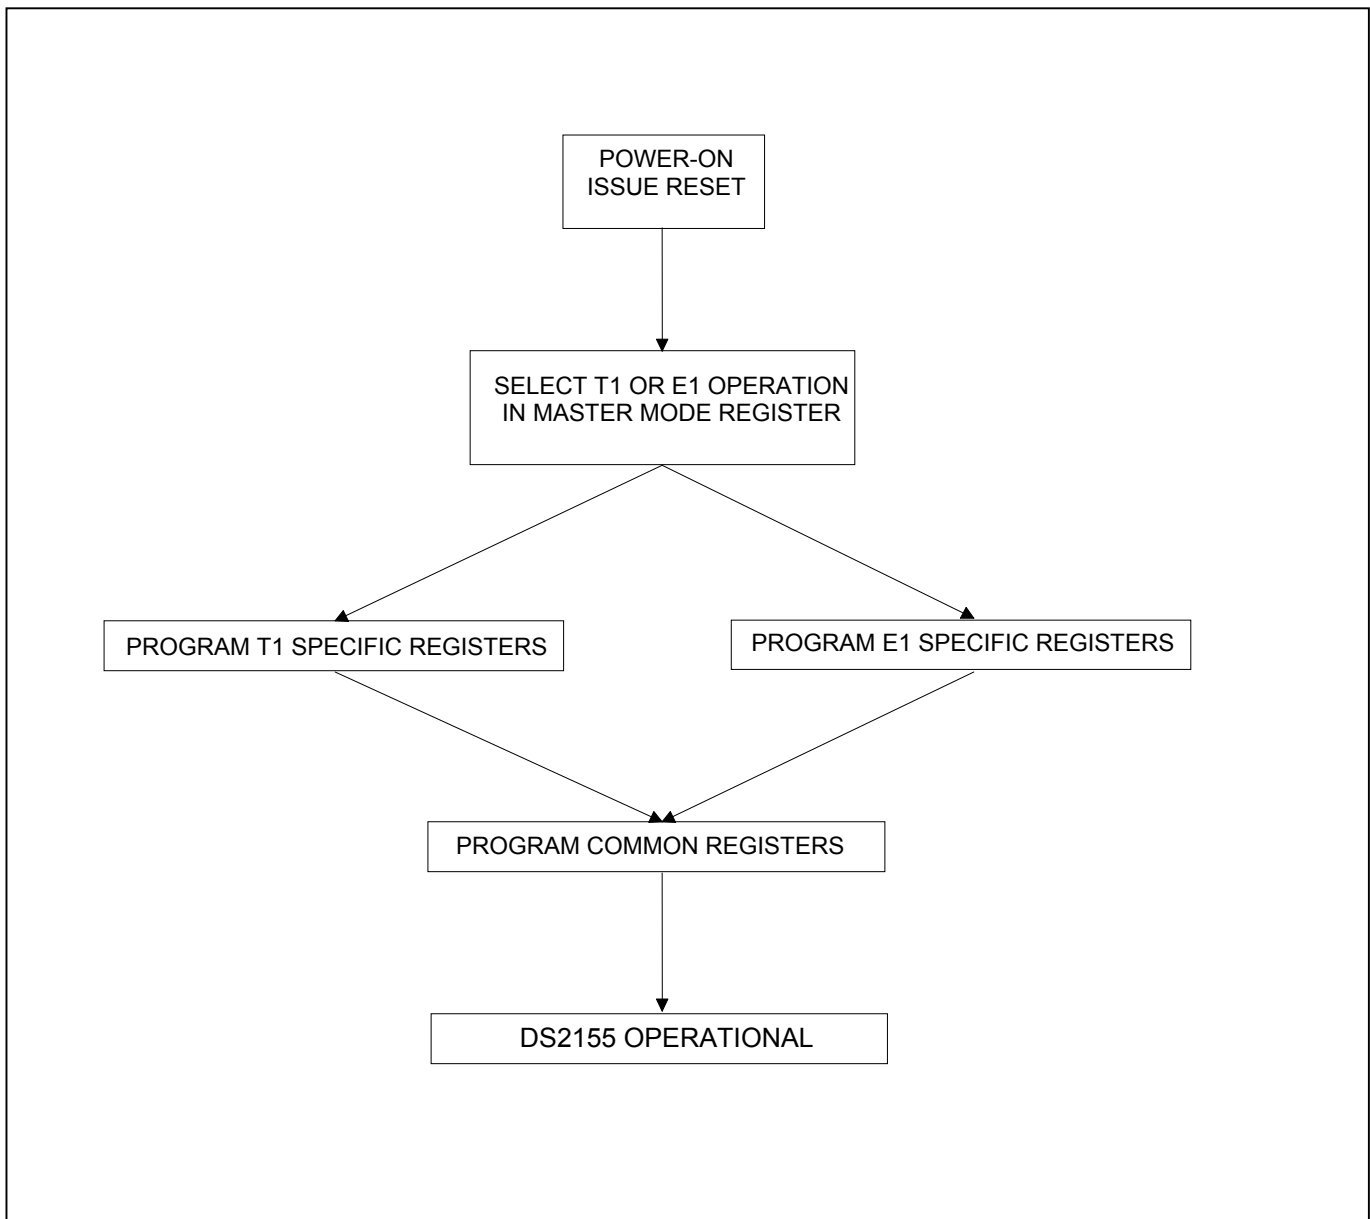 POWER-ON
ISSUE RESET
SELECT T1 OR E1 OPERATION
IN MASTER MODE REGISTER
PROGRAM T1 SPECIFIC REGISTERS
PROGRAM E1 SPECIFIC REGISTERS
PROGRAM COMMON REGISTERS
DS2155 OPERATIONAL